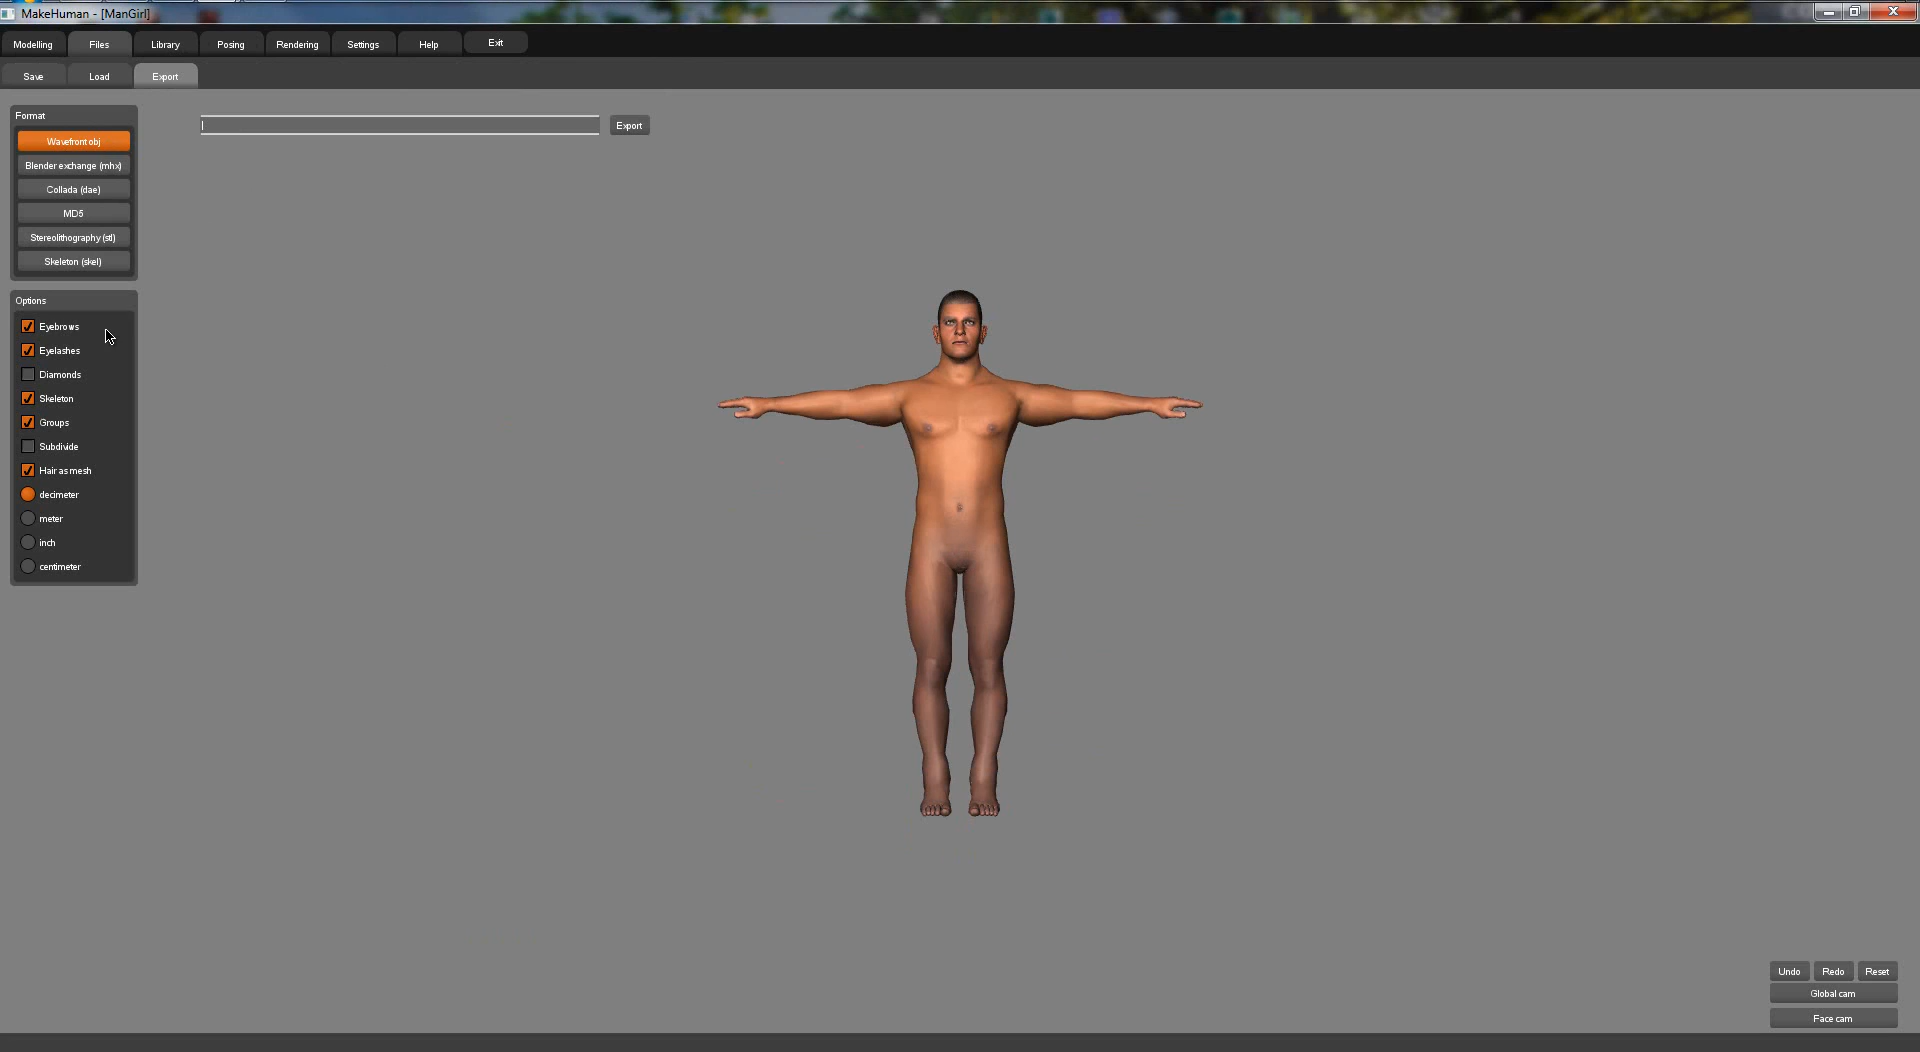 MakeHuman - [ManGirl]
Modelling Files Library Posing Rendering Settings Help Exit
Save Load Export
Format
Wavefront obj
Blender exchange (mhx)
Collada (dae)
MD5
Stereolithography (stl)
Skeleton (skel)
Export
Options
Eyebrows
Eyelashes
Diamonds
Skeleton
Groups
Subdivide
Hair as mesh
decimeter
meter
inch
centimeter
Undo Redo Reset
Global cam
Face cam